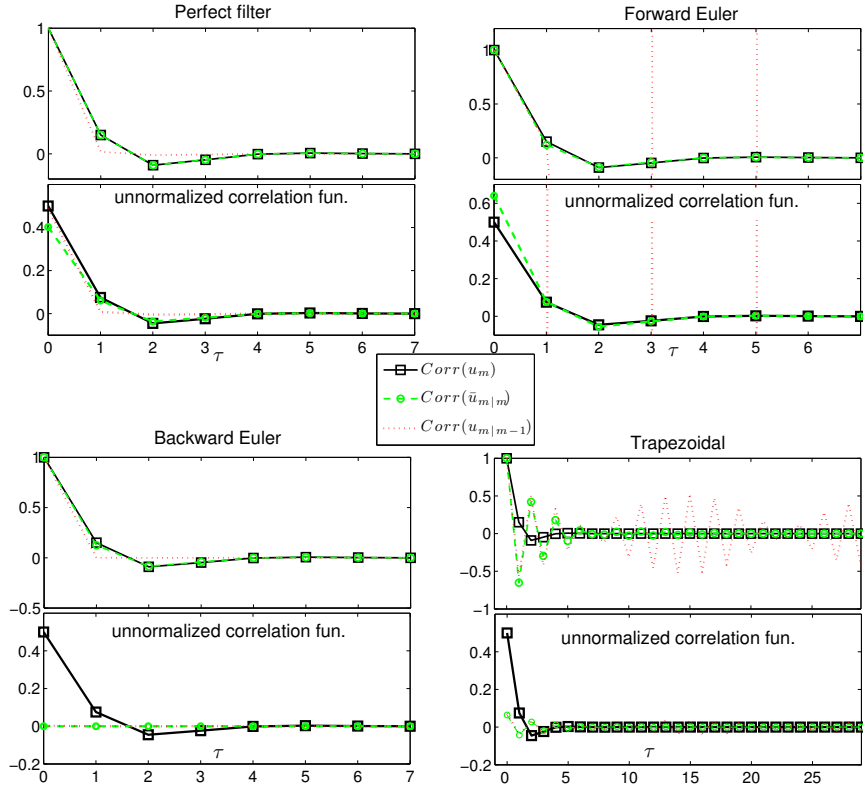 Perfect filter
1
0.5
0
unnormalized correlation fun.
0.4
0.2
0
0 1 2 3 4 5 6 7
τ
Forward Euler
1
0.5
0
unnormalized correlation fun.
0.6
0.4
0.2
0
0 1 2 3 4 5 6
τ
Corr(u_m)
Corr(ū_{m|m})
Corr(u_{m|m−1})
Backward Euler
1
0.5
0
−0.5
unnormalized correlation fun.
0.4
0.2
0
−0.2
0 1 2 3 4 5 6 7
τ
Trapezoidal
1
0.5
0
−0.5
−1
unnormalized correlation fun.
0.4
0.2
0
−0.2
0 5 10 15 20 25
τ